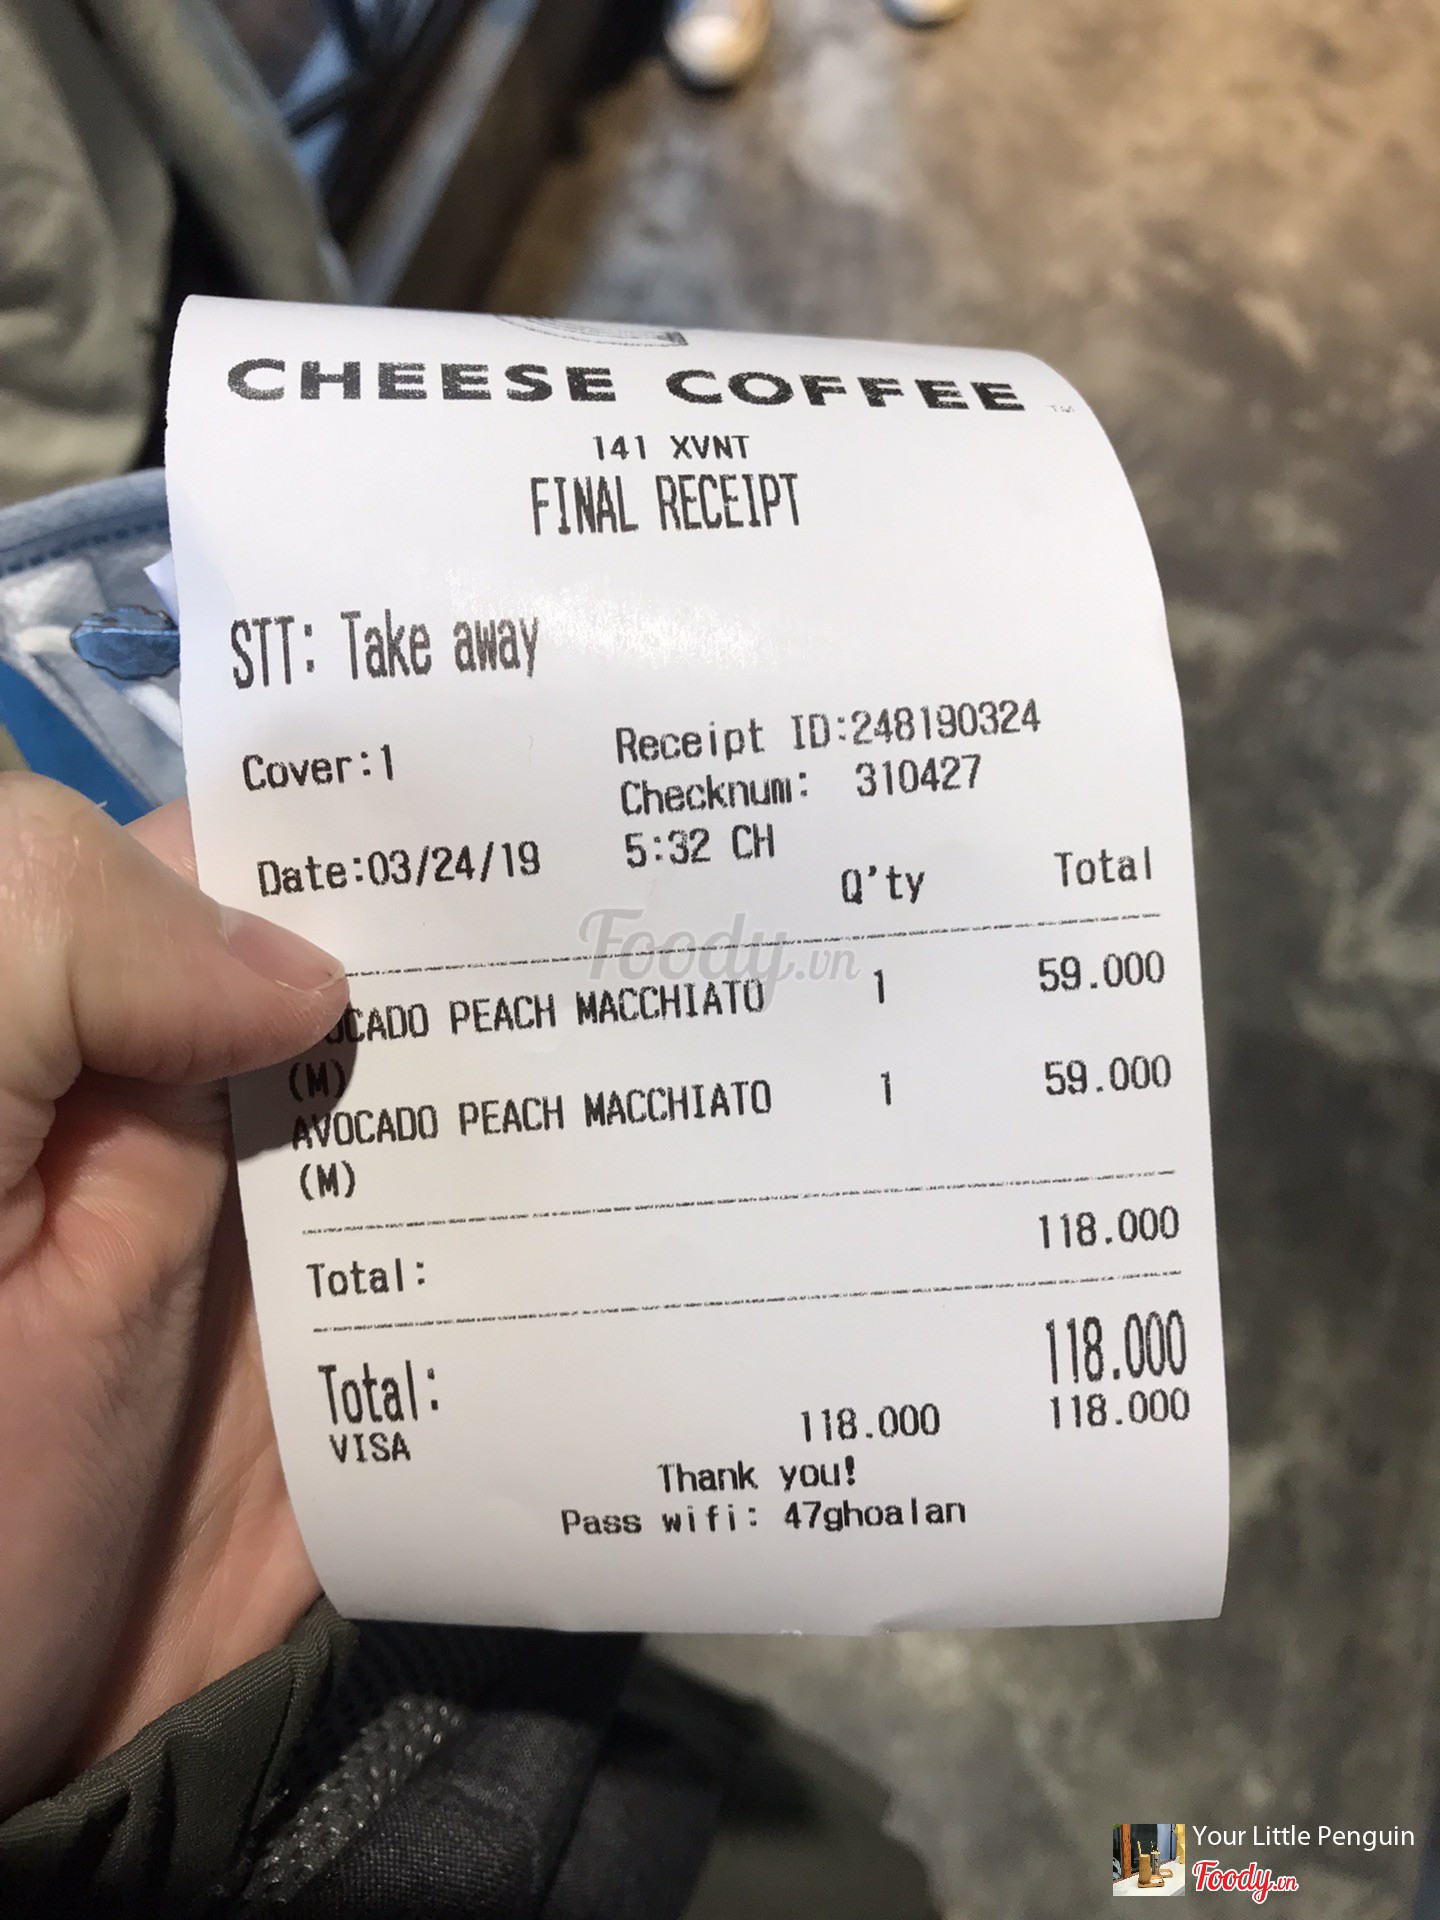 CHEESE COFFEE ™
141 XVNT
FINAL RECEIPT
STT: Take away
Cover:1
Receipt ID:248190324
Checknum: 310427
Date:03/24/19 5:32 CH
Q'ty Total
PEACH MACCHIATO 1 59.000
(M)
AVOCADO PEACH MACCHIATO 1 59.000
(M)
Total: 118.000
Total: 118.000
VISA 118.000 118.000
Thank you!
Pass wifi: 47ghoalan
Foody.vn
Your Little Penguin
Foody.vn